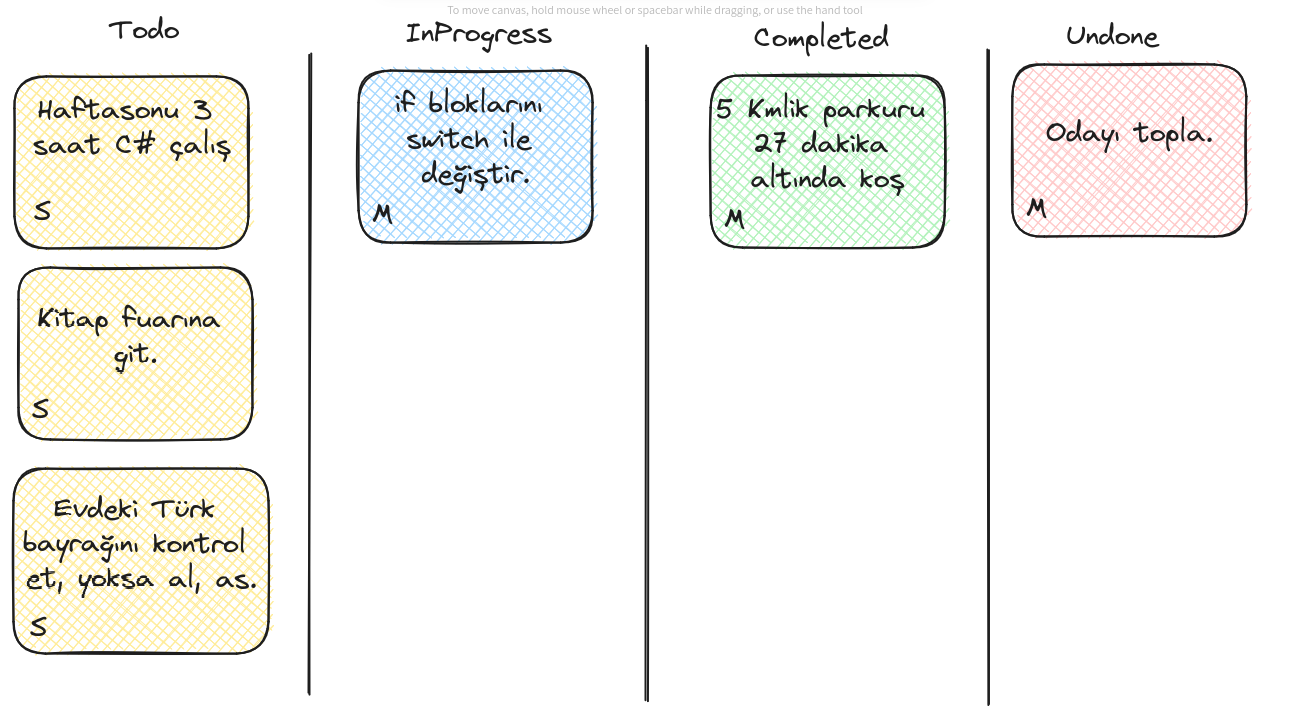 To move canvas, hold mouse wheel or spacebar while dragging, or use the hand tool
Todo
Haftasonu 3
saat C# çalış
S
Kitap fuarına
git.
S
Evdeki Türk
bayrağını kontrol
et, yoksa al, as.
S
InProgress
if bloklarını
switch ile
değiştir.
M
Completed
5 Kmlik parkuru
27 dakika
altında koş
M
Undone
Odayı topla.
M